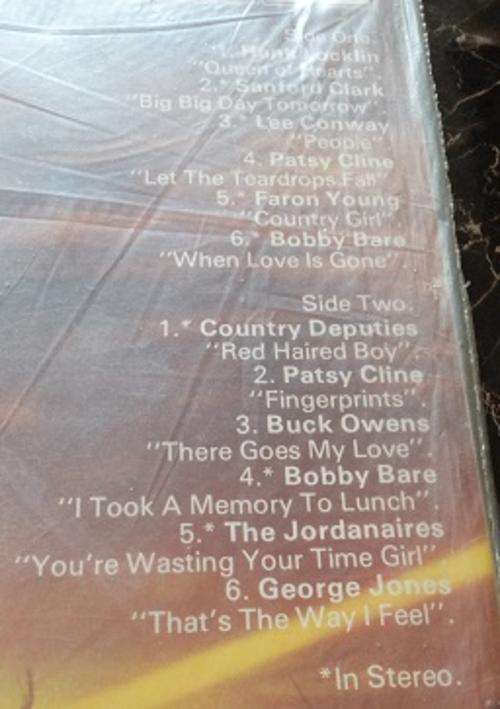 Side One.
1. Hank Locklin
"Queen of Hearts".
2.* Sanford Clark
"Big Big Day Tomorrow".
3.* Lee Conway
"People"
4. Patsy Cline
"Let The Teardrops Fall"
5.* Faron Young
"Country Girl".
6.* Bobby Bare
"When Love Is Gone".
Side Two.
1.* Country Deputies
"Red Haired Boy".
2. Patsy Cline
"Fingerprints".
3. Buck Owens
"There Goes My Love".
4.* Bobby Bare
"I Took A Memory To Lunch".
5.* The Jordanaires
"You're Wasting Your Time Girl".
6. George Jones
"That's The Way I Feel".
*In Stereo.